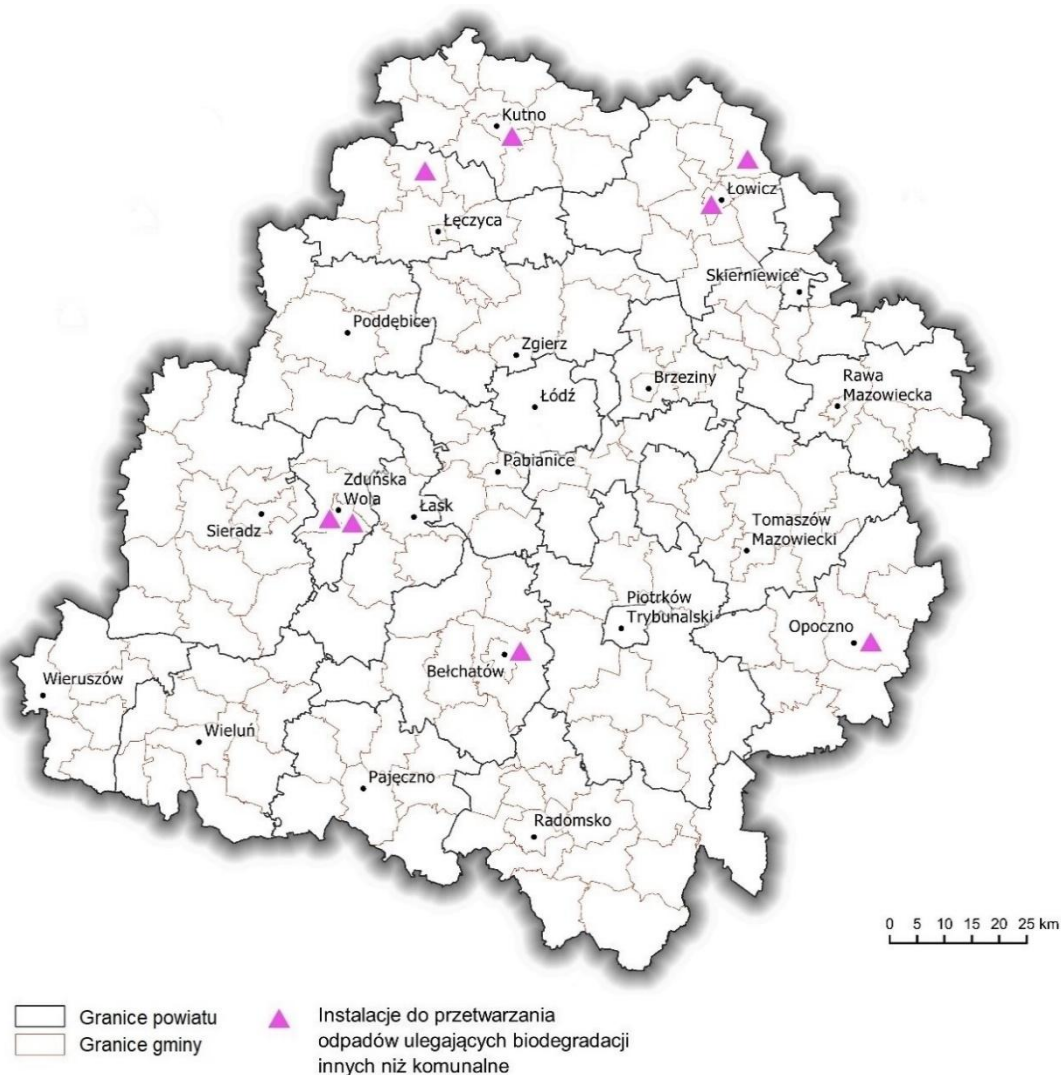 Kutno
Łowicz
Łęczyca
Skierniewice
Poddębice
Zgierz
Brzeziny
Rawa
Mazowiecka
Łódź
Pabianice
Zduńska
Wola
Łask
Sieradz
Tomaszów
Mazowiecki
Piotrków
Trybunalski
Opoczno
Bełchatów
Wieruszów
Wieluń
Pajęczno
Radomsko
0 5 10 15 20 25 km
Granice powiatu
Granice gminy
Instalacje do przetwarzania
odpadów ulegających biodegradacji
innych niż komunalne